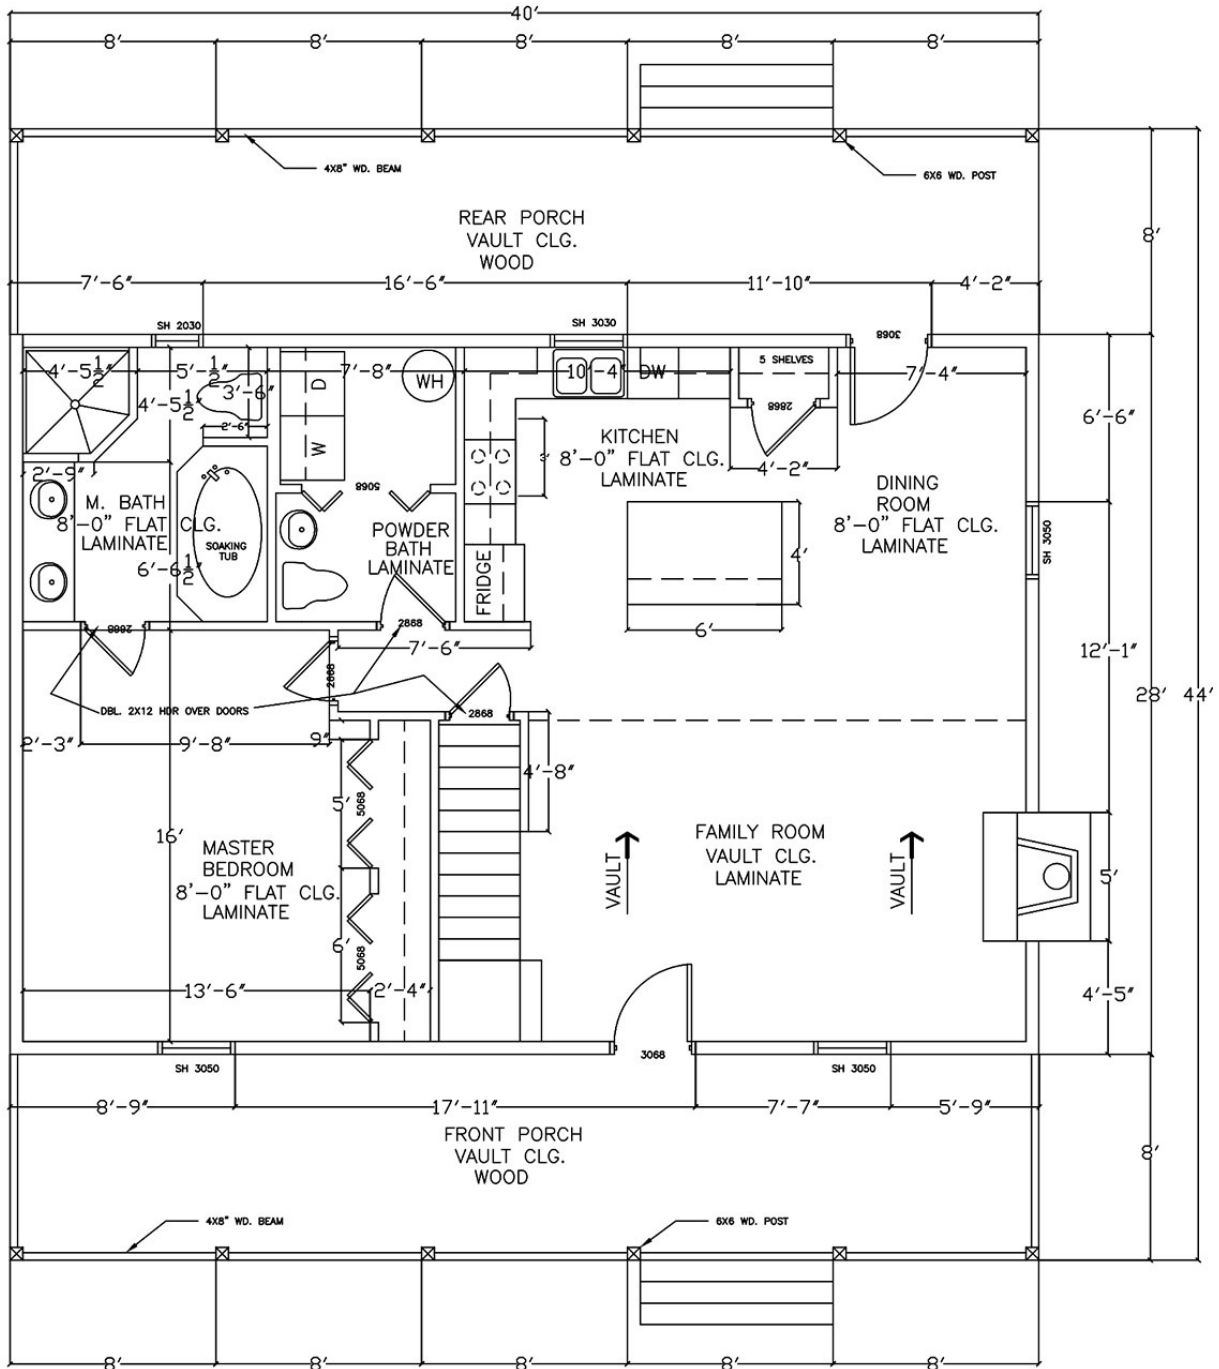 40'
8'
8'
8'
8'
8'
4X8" WD. BEAM
6X6 WD. POST
REAR PORCH
VAULT CLG.
WOOD
8'
7'-6"
16'-6"
11'-10"
4'-2"
SH 2030
SH 3030
3068
4'-5 1/2
5'-1 1/2
7'-8"
10'-4"
DW
5 SHELVES
7'-4"
D
WH
3'-6"
4'-5 1/2
2'-6"
2868
6'-6"
W
KITCHEN
8'-0" FLAT CLG.
LAMINATE
3'
4'-2"
2'-9"
5068
DINING
ROOM
8'-0" FLAT CLG.
LAMINATE
M. BATH
8'-0" FLAT CLG.
LAMINATE
SOAKING
TUB
6'-6 1/2
POWDER
BATH
LAMINATE
FRIDGE
4'
SH 3050
6'
2868
2868
7'-6"
12'-1"
2868
28'
44'
DBL. 2X12 HDR OVER DOORS
2868
2'-3"
9'-8"
9"
4'-8"
5'
5068
16'
MASTER
BEDROOM
8'-0" FLAT CLG.
LAMINATE
FAMILY ROOM
VAULT CLG.
LAMINATE
VAULT
VAULT
5'
6'
5068
13'-6"
2'-4"
4'-5"
SH 3050
3068
SH 3050
8'-9"
17'-11"
7'-7"
5'-9"
FRONT PORCH
VAULT CLG.
WOOD
8'
4X8" WD. BEAM
6X6 WD. POST
8'
8'
8'
8'
8'